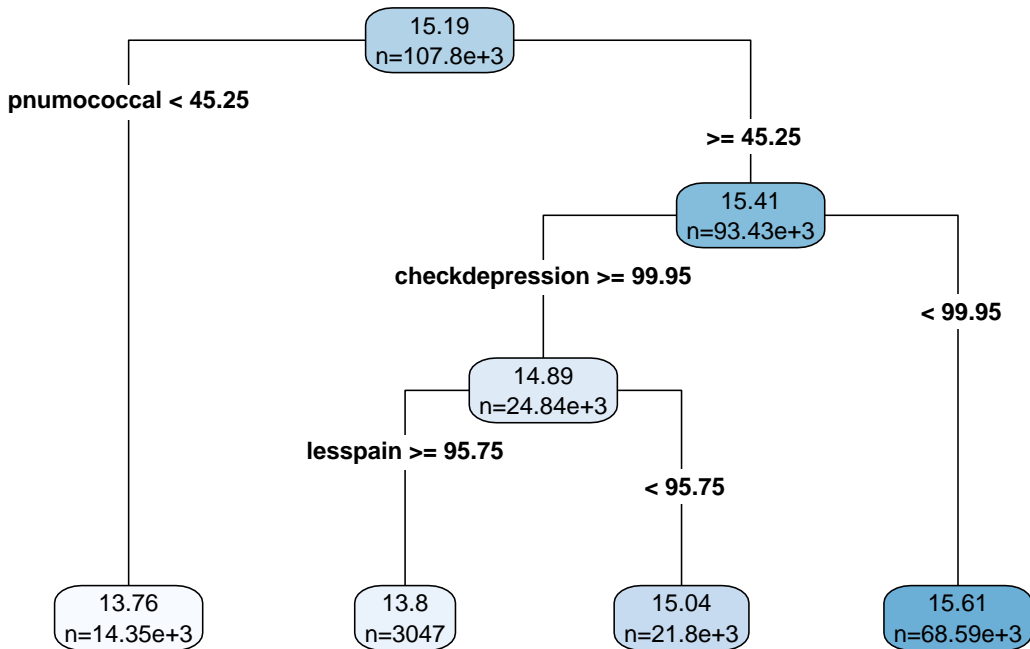 15.19
n=107.8e+3
pnumococcal < 45.25
>= 45.25
15.41
n=93.43e+3
checkdepression >= 99.95
< 99.95
14.89
n=24.84e+3
lesspain >= 95.75
< 95.75
13.76
n=14.35e+3
13.8
n=3047
15.04
n=21.8e+3
15.61
n=68.59e+3